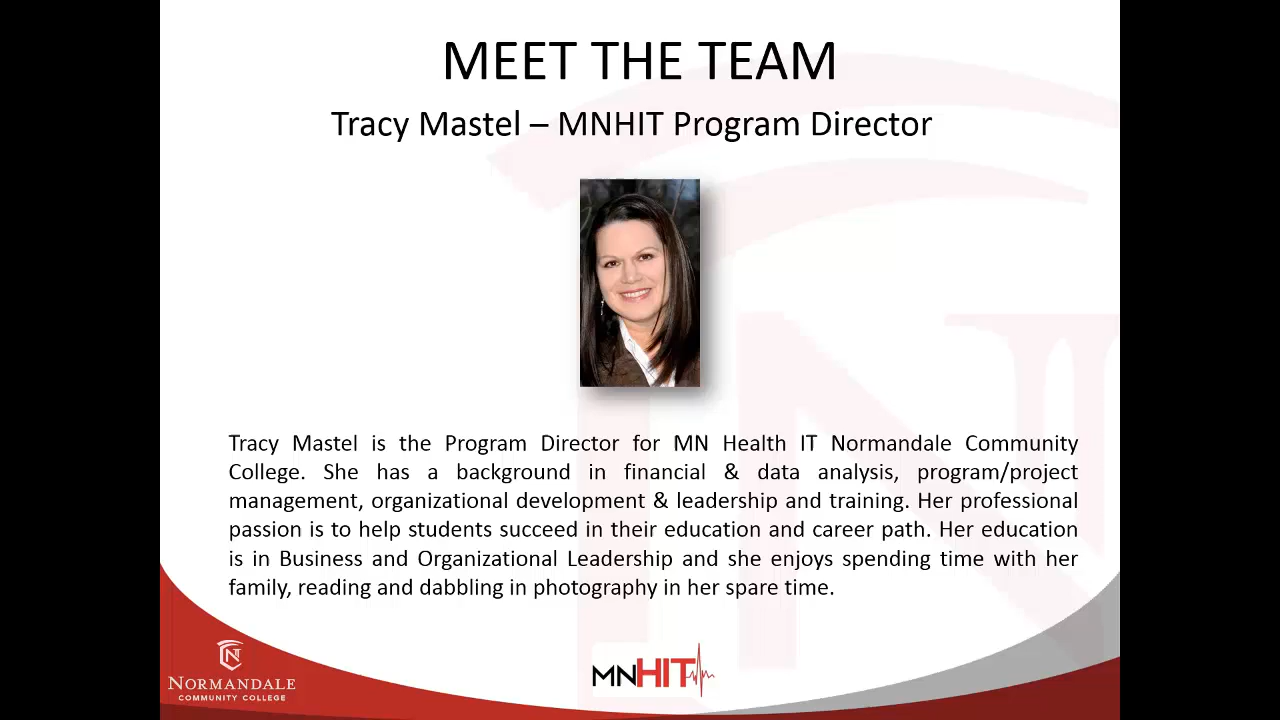 MEET THE TEAM
Tracy Mastel – MNHIT Program Director
Tracy Mastel is the Program Director for MN Health IT Normandale Community
College. She has a background in financial & data analysis, program/project
management, organizational development & leadership and training. Her professional
passion is to help students succeed in their education and career path. Her education
is in Business and Organizational Leadership and she enjoys spending time with her
family, reading and dabbling in photography in her spare time.
NORMANDALE
COMMUNITY COLLEGE
MNHIT